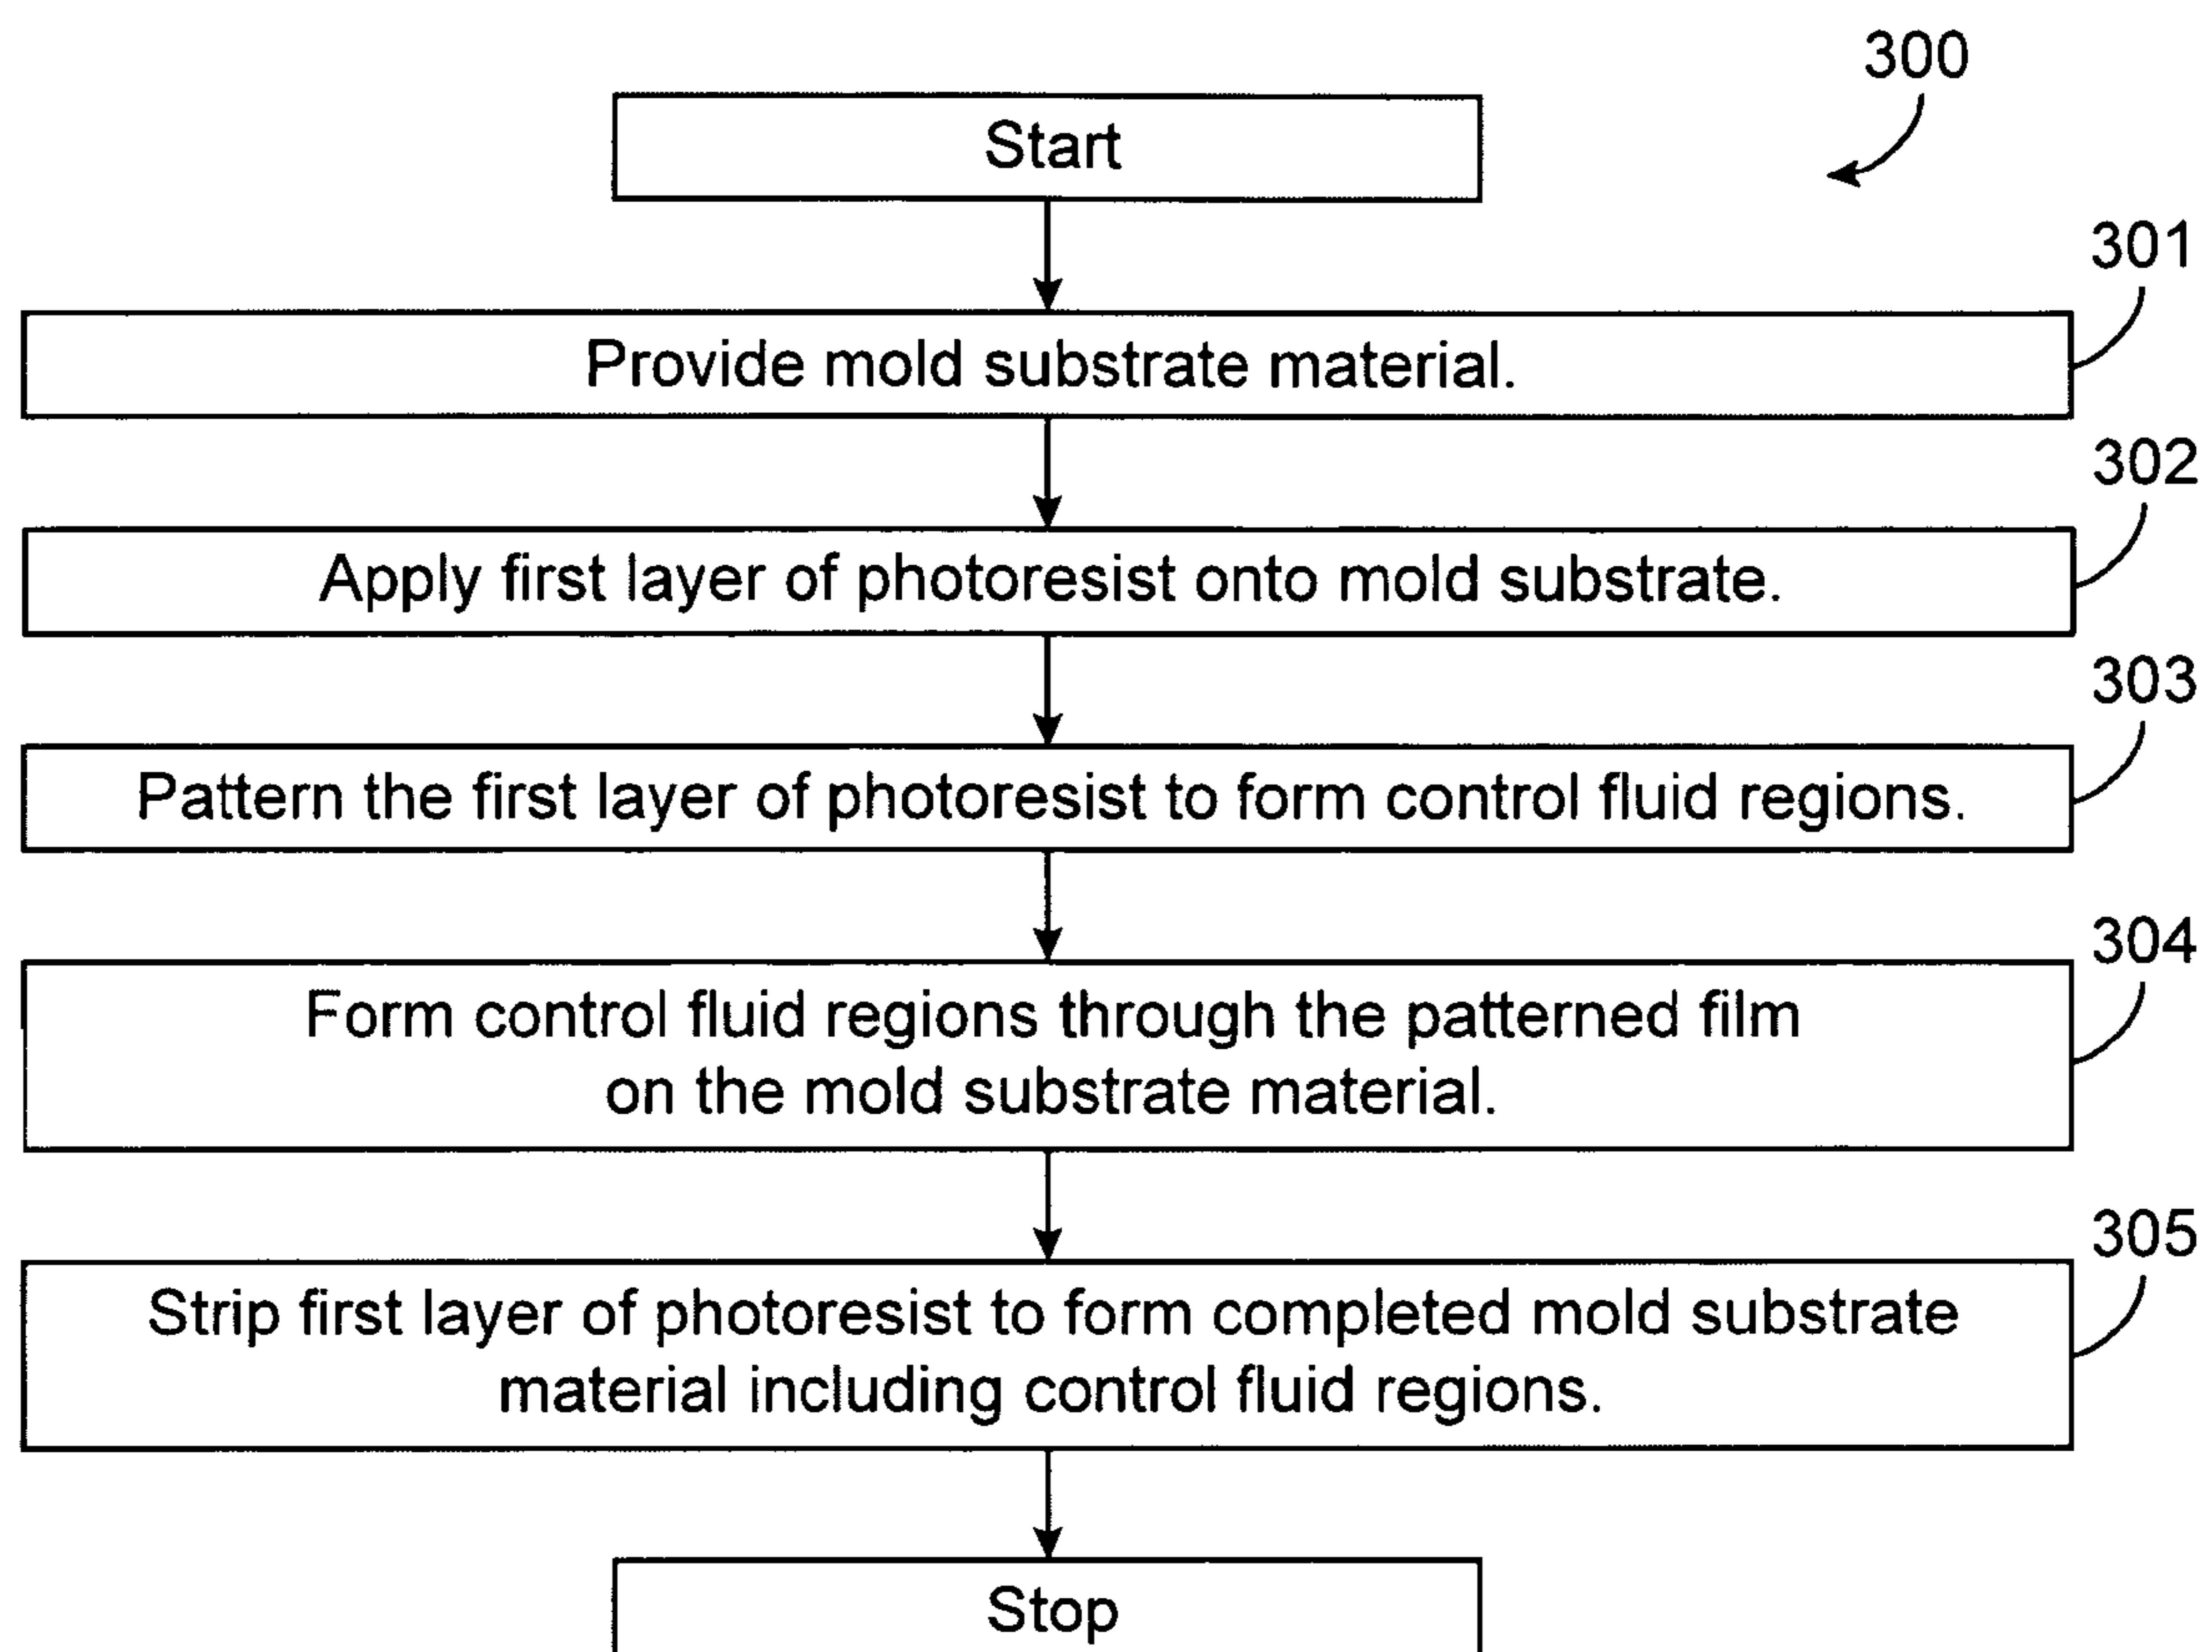 300
Start
301
Provide mold substrate material.
302
Apply first layer of photoresist onto mold substrate.
303
Pattern the first layer of photoresist to form control fluid regions.
304
Form control fluid regions through the patterned film
on the mold substrate material.
305
Strip first layer of photoresist to form completed mold substrate
material including control fluid regions.
Stop